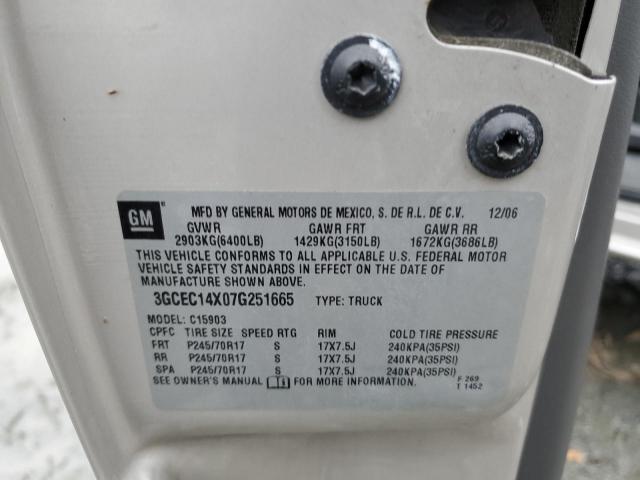 GM
MFD BY GENERAL MOTORS DE MEXICO, S. DE R.L. DE C.V. 12/06
GVWR GAWR FRT GAWR RR
2903KG(6400LB) 1429KG(3150LB) 1672KG(3686LB)
THIS VEHICLE CONFORMS TO ALL APPLICABLE U.S. FEDERAL MOTOR
VEHICLE SAFETY STANDARDS IN EFFECT ON THE DATE OF
MANUFACTURE SHOWN ABOVE.
3GCEC14X07G251665 TYPE: TRUCK
MODEL: C15903
CPFC TIRE SIZE SPEED RTG RIM COLD TIRE PRESSURE
FRT P245/70R17 S 17X7.5J 240KPA(35PSI)
RR P245/70R17 S 17X7.5J 240KPA(35PSI)
SPA P245/70R17 S 17X7.5J 240KPA(35PSI)
SEE OWNER'S MANUAL FOR MORE INFORMATION.
F 269
T 1452